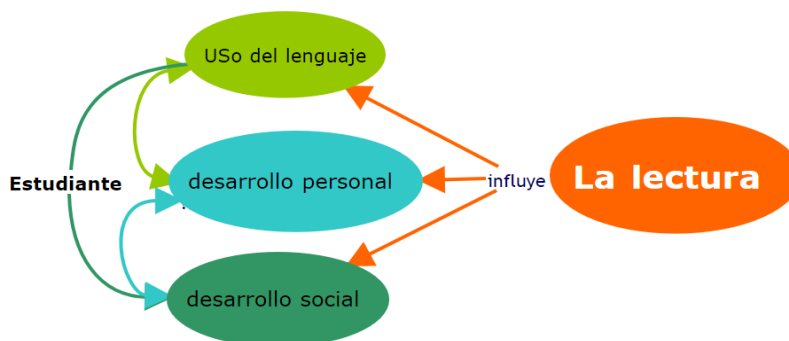 USo del lenguaje
Estudiante
desarrollo personal
influye
La lectura
desarrollo social